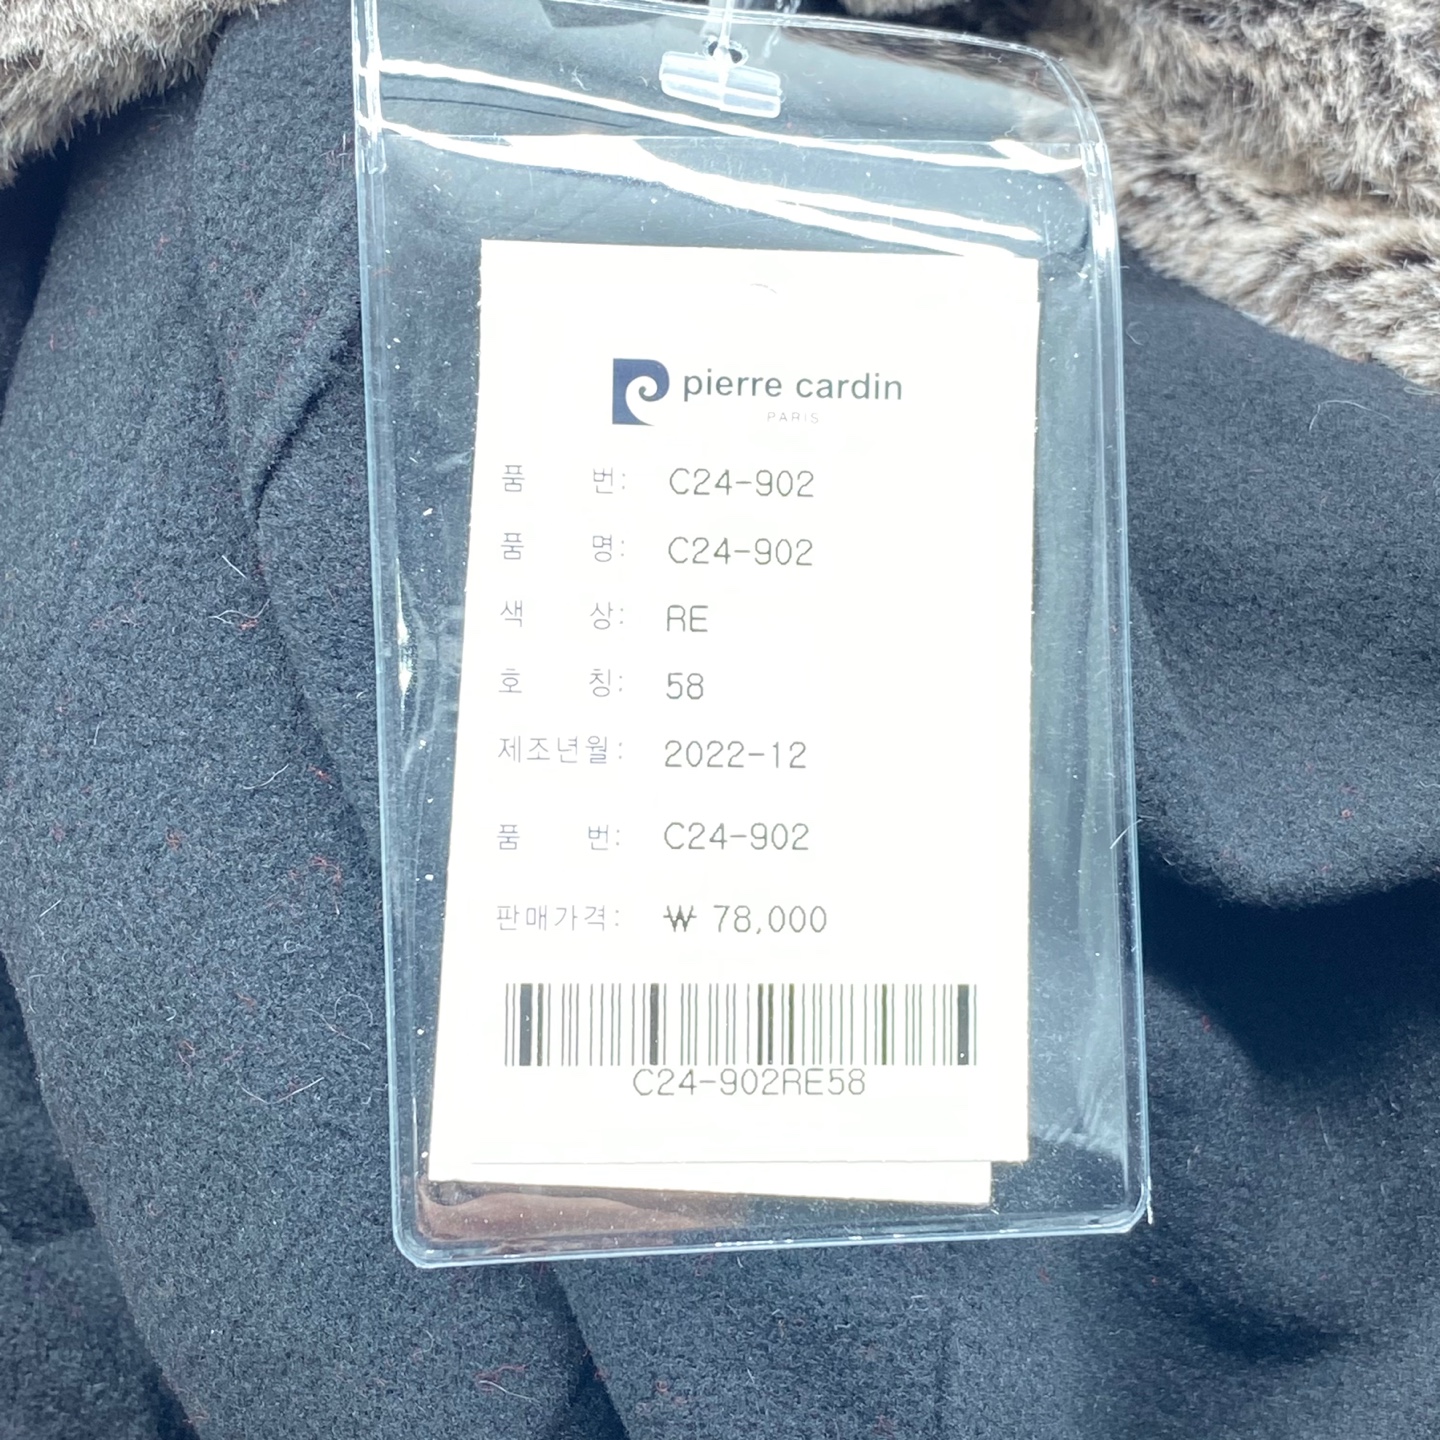 pierre cardin
PARIS
품 번: C24-902
품 명: C24-902
색 상: RE
호 칭: 58
제조년월: 2022-12
품 번: C24-902
판매가격: ₩ 78,000
C24-902RE58